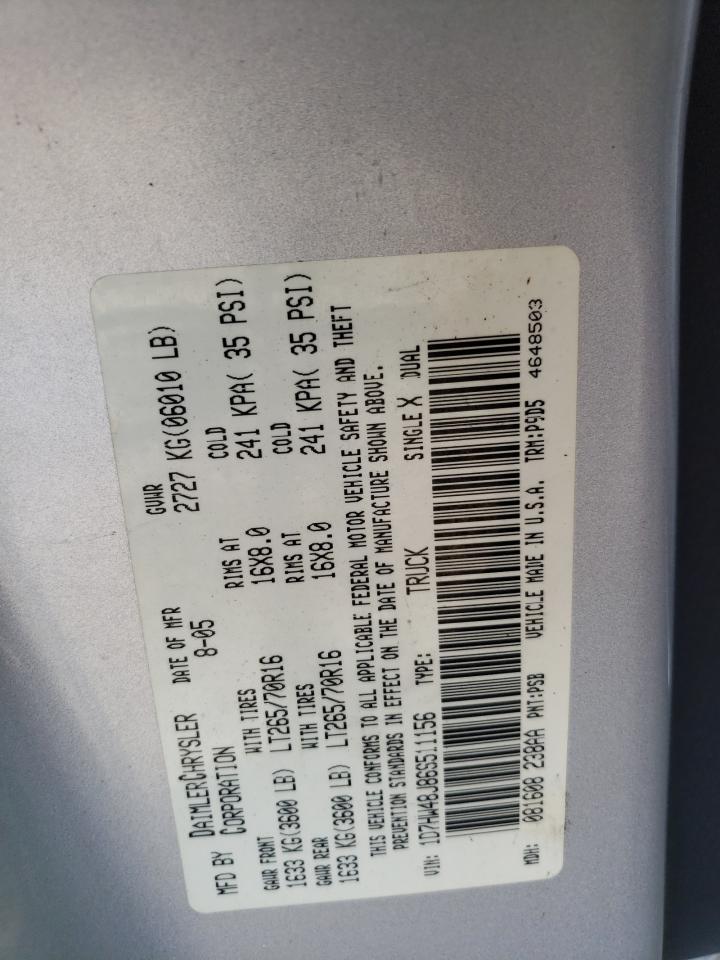 MFD BY DAIMLERCHRYSLER CORPORATION DATE OF MFR 8-05 GVWR 2727 KG(06010 LB)
GAWR FRONT WITH TIRES RIMS AT COLD
1633 KG(3600 LB) LT265/70R16 16X8.0 241 KPA( 35 PSI)
GAWR REAR WITH TIRES RIMS AT COLD
1633 KG(3600 LB) LT265/70R16 16X8.0 241 KPA( 35 PSI)
THIS VEHICLE CONFORMS TO ALL APPLICABLE FEDERAL MOTOR VEHICLE SAFETY AND THEFT
PREVENTION STANDARDS IN EFFECT ON THE DATE OF MANUFACTURE SHOWN ABOVE.
VIN: 1D7HW48J86S511156 TYPE: TRUCK SINGLE X DUAL
MDH: 081608 238AA PNT:PSB VEHICLE MADE IN U.S.A. TRM:P9D5 4648503